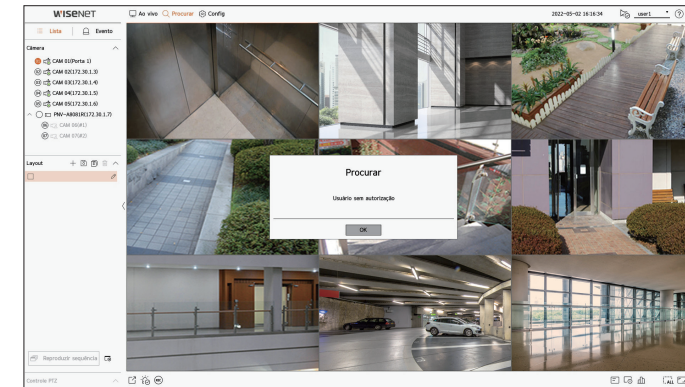 WISENET
Ao vivo
Procurar
Config
2022-05-02 16:16:34
user1
Lista
Evento
Câmera
CAM 01(Porta 1)
CAM 02(172.30.1.3)
CAM 03(172.30.1.4)
CAM 04(172.30.1.5)
CAM 05(172.30.1.6)
PNV-A8081R(172.30.1.7)
CAM 06(#1)
CAM 07(#2)
Layout
Procurar
Usuário sem autorização
OK
Reproduzir sequência
Controle PTZ
ALL